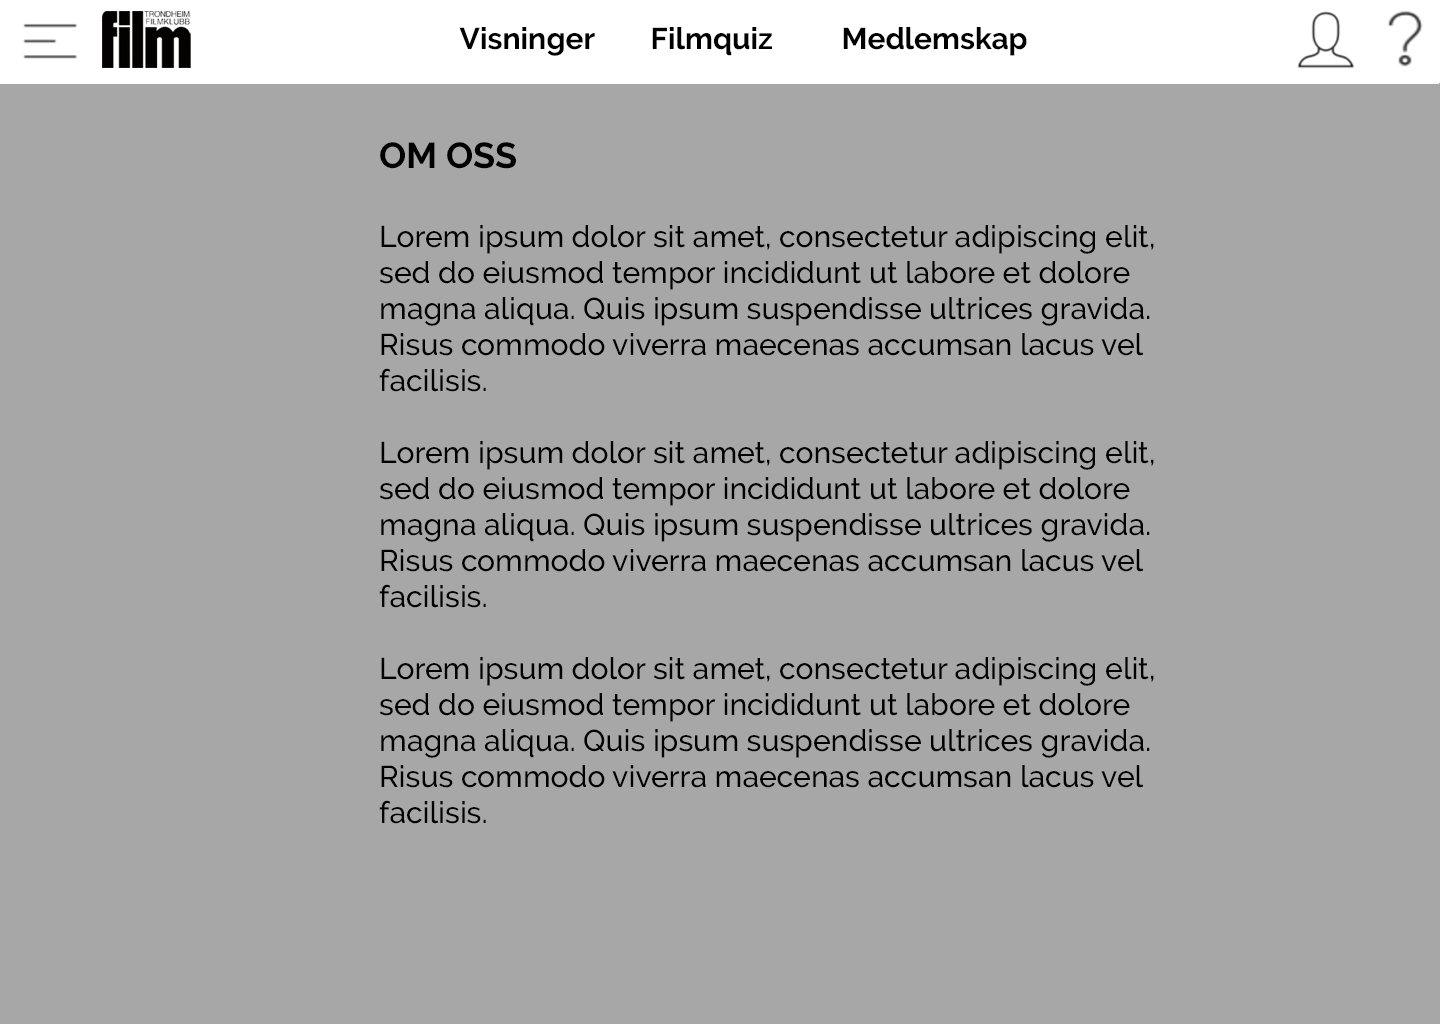 TRONDHEIM
FILMKLUBB
film
Visninger
Filmquiz
Medlemskap
?
OM OSS
Lorem ipsum dolor sit amet, consectetur adipiscing elit,
sed do eiusmod tempor incididunt ut labore et dolore
magna aliqua. Quis ipsum suspendisse ultrices gravida.
Risus commodo viverra maecenas accumsan lacus vel
facilisis.
Lorem ipsum dolor sit amet, consectetur adipiscing elit,
sed do eiusmod tempor incididunt ut labore et dolore
magna aliqua. Quis ipsum suspendisse ultrices gravida.
Risus commodo viverra maecenas accumsan lacus vel
facilisis.
Lorem ipsum dolor sit amet, consectetur adipiscing elit,
sed do eiusmod tempor incididunt ut labore et dolore
magna aliqua. Quis ipsum suspendisse ultrices gravida.
Risus commodo viverra maecenas accumsan lacus vel
facilisis.